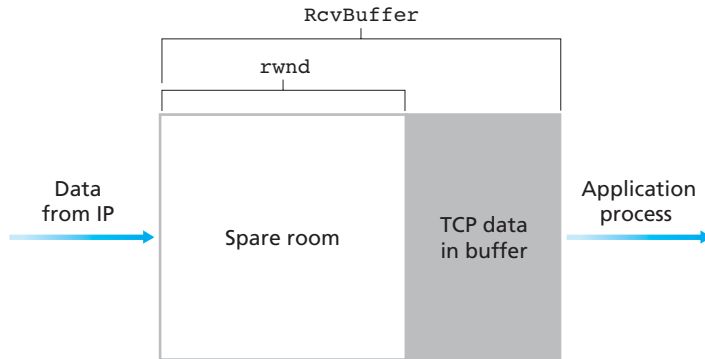 RcvBuffer
rwnd
Data
from IP
Spare room
TCP data
in buffer
Application
process